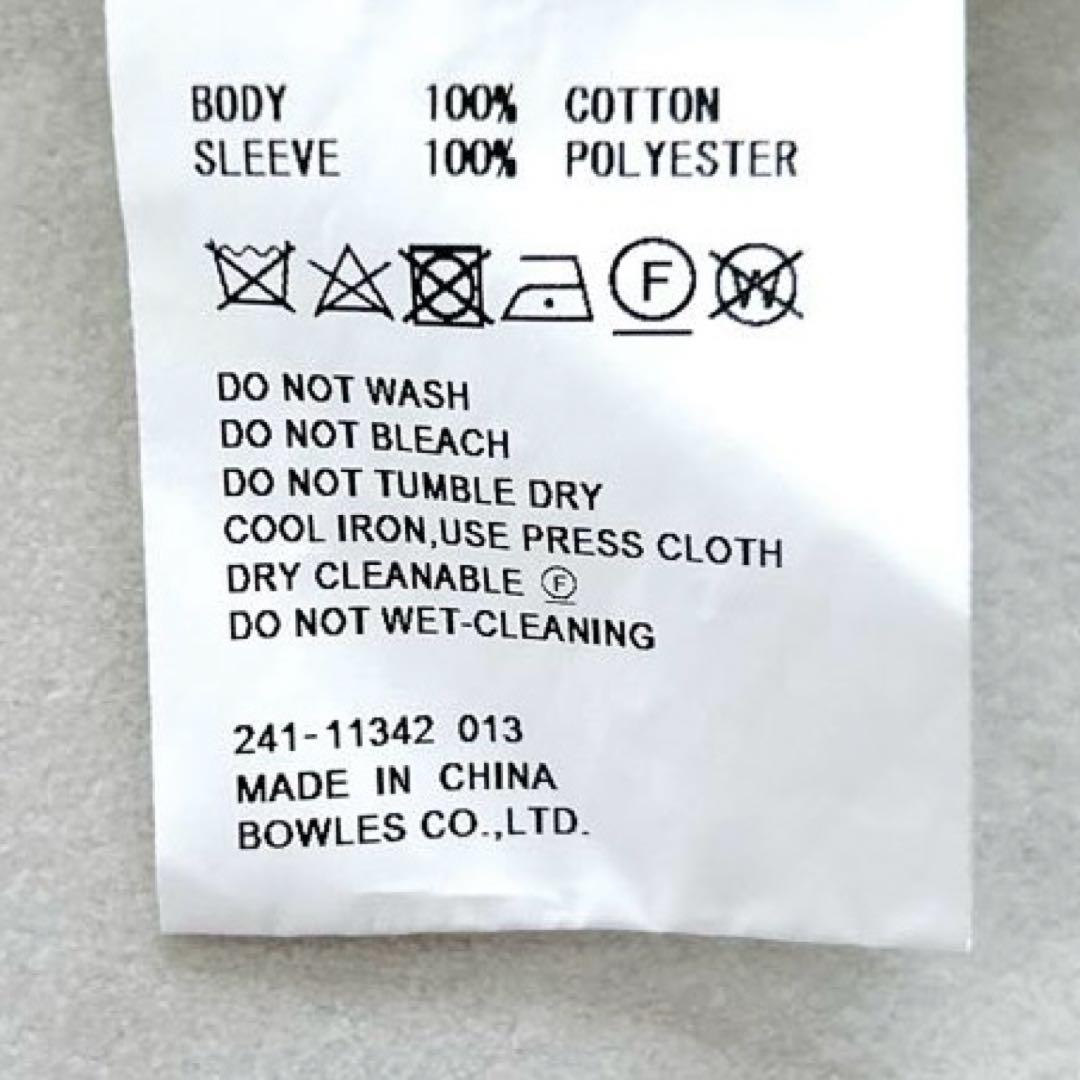 BODY 100% COTTON
SLEEVE 100% POLYESTER
F W
DO NOT WASH
DO NOT BLEACH
DO NOT TUMBLE DRY
COOL IRON,USE PRESS CLOTH
DRY CLEANABLE Ⓕ
DO NOT WET-CLEANING
241-11342 013
MADE IN CHINA
BOWLES CO.,LTD.